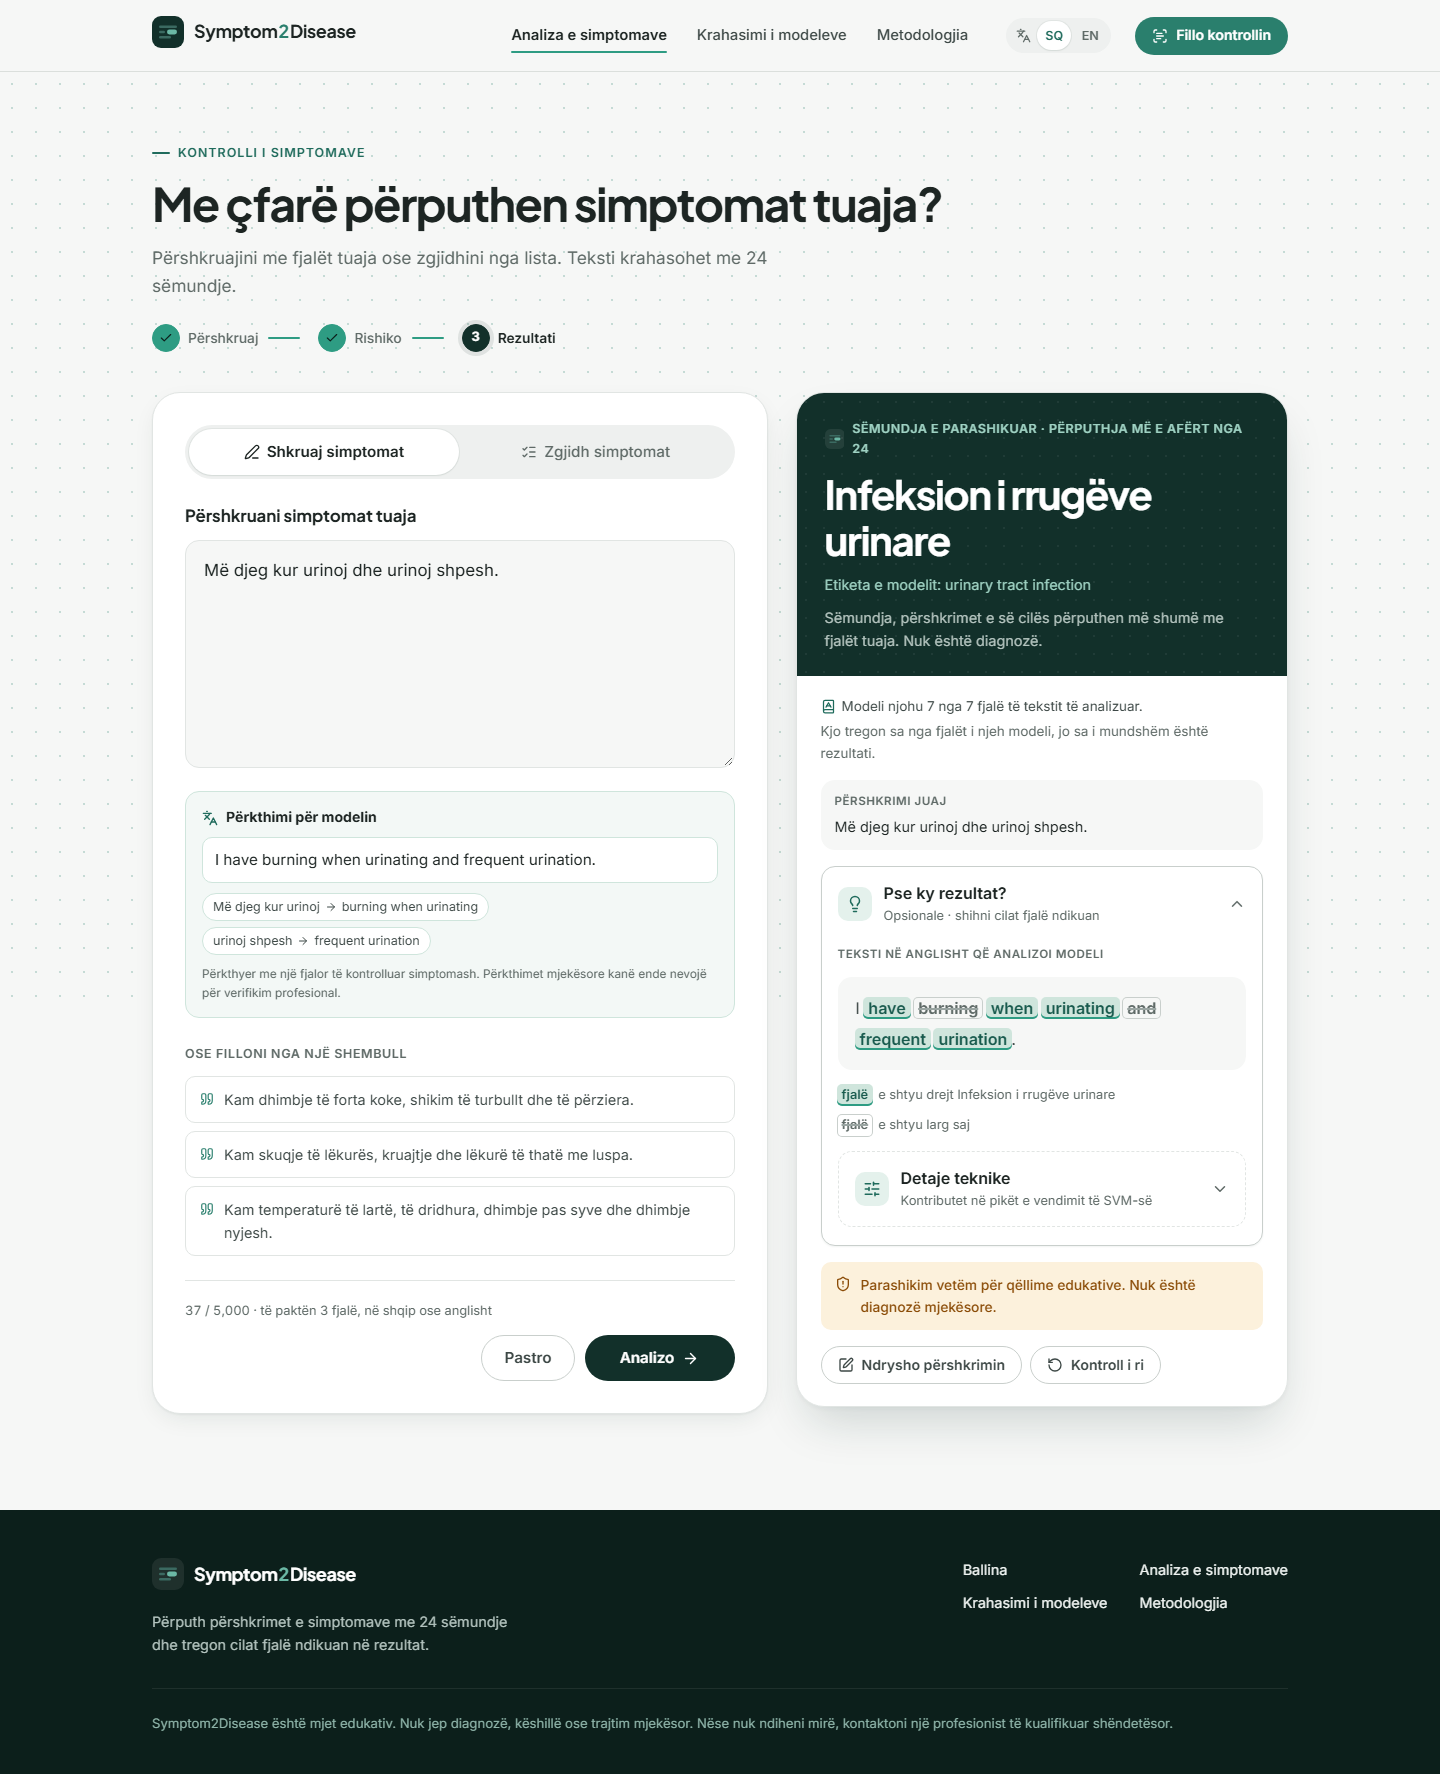 Symptom2Disease
Analiza e simptomave
Krahasimi i modeleve
Metodologjia
SQ
EN
Fillo kontrollin
KONTROLLI I SIMPTOMAVE
Me çfarë përputhen simptomat tuaja?
Përshkruajini me fjalët tuaja ose zgjidhini nga lista. Teksti krahasohet me 24
sëmundje.
Përshkruaj
Rishiko
3
Rezultati
Shkruaj simptomat
Zgjidh simptomat
Përshkruani simptomat tuaja
Më djeg kur urinoj dhe urinoj shpesh.
Përkthimi për modelin
I have burning when urinating and frequent urination.
Më djeg kur urinoj → burning when urinating
urinoj shpesh → frequent urination
Përkthyer me një fjalor të kontrolluar simptomash. Përkthimet mjekësore kanë ende nevojë
për verifikim profesional.
OSE FILLONI NGA NJË SHEMBULL
Kam dhimbje të forta koke, shikim të turbullt dhe të përziera.
Kam skuqje të lëkurës, kruajtje dhe lëkurë të thatë me luspa.
Kam temperaturë të lartë, të dridhura, dhimbje pas syve dhe dhimbje
nyjesh.
37 / 5,000 · të paktën 3 fjalë, në shqip ose anglisht
Pastro
Analizo →
SËMUNDJA E PARASHIKUAR · PËRPUTHJA MË E AFËRT NGA
24
Infeksion i rrugëve
urinare
Etiketa e modelit: urinary tract infection
Sëmundja, përshkrimet e së cilës përputhen më shumë me
fjalët tuaja. Nuk është diagnozë.
Modeli njohu 7 nga 7 fjalë të tekstit të analizuar.
Kjo tregon sa nga fjalët i njeh modeli, jo sa i mundshëm është
rezultati.
PËRSHKRIMI JUAJ
Më djeg kur urinoj dhe urinoj shpesh.
Pse ky rezultat?
Opsionale · shihni cilat fjalë ndikuan
TEKSTI NË ANGLISHT QË ANALIZOI MODELI
I have burning when urinating and
frequent urination.
fjalë e shtyu drejt Infeksion i rrugëve urinare
fjalë e shtyu larg saj
Detaje teknike
Kontributet në pikët e vendimit të SVM-së
Parashikim vetëm për qëllime edukative. Nuk është
diagnozë mjekësore.
Ndrysho përshkrimin
Kontroll i ri
Symptom2Disease
Përputh përshkrimet e simptomave me 24 sëmundje
dhe tregon cilat fjalë ndikuan në rezultat.
Ballina
Analiza e simptomave
Krahasimi i modeleve
Metodologjia
Symptom2Disease është mjet edukativ. Nuk jep diagnozë, këshillë ose trajtim mjekësor. Nëse nuk ndiheni mirë, kontaktoni një profesionist të kualifikuar shëndetësor.